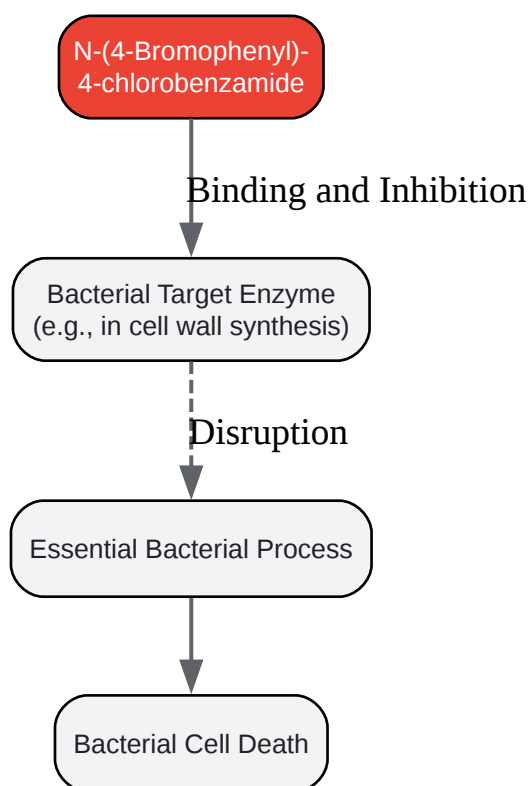 N-(4-Bromophenyl)-
4-chlorobenzamide
Binding and Inhibition
Bacterial Target Enzyme
(e.g., in cell wall synthesis)
Disruption
Essential Bacterial Process
Bacterial Cell Death